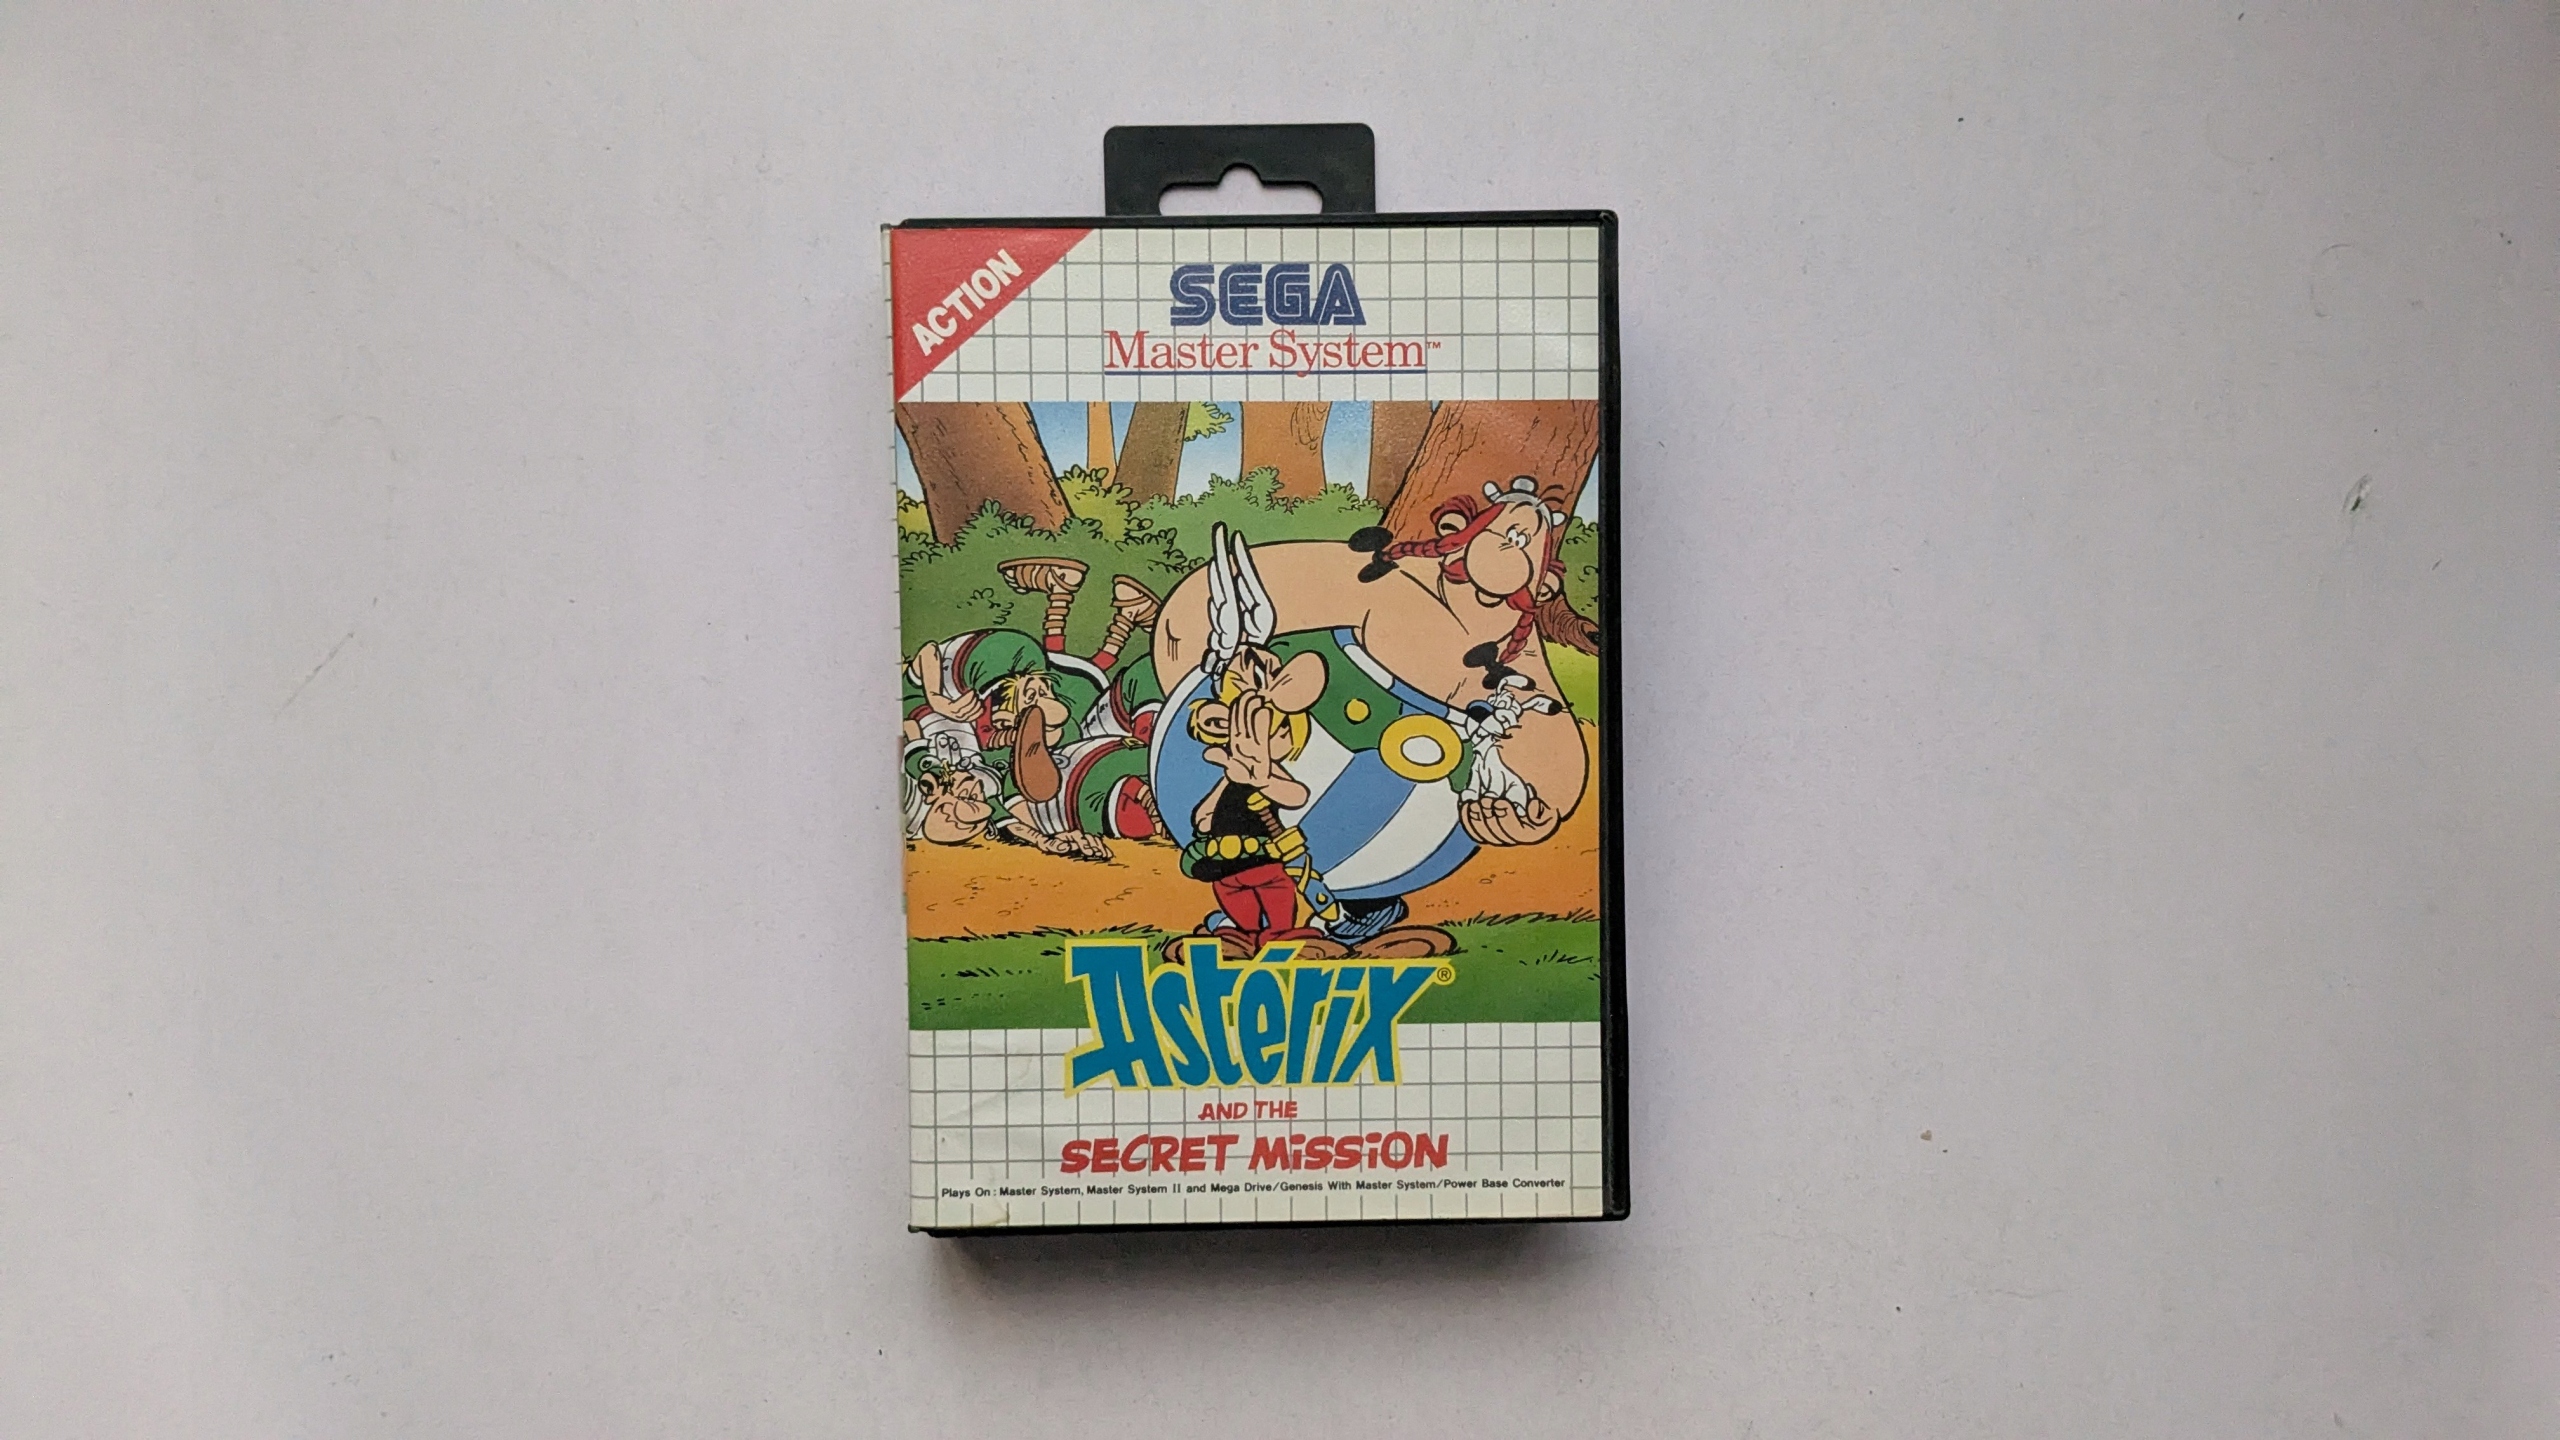 ACTION
SEGA
Master System™
Astérix®
AND THE
SECRET MiSSiON
Plays On : Master System, Master System II and Mega Drive/Genesis With Master System/Power Base Converter